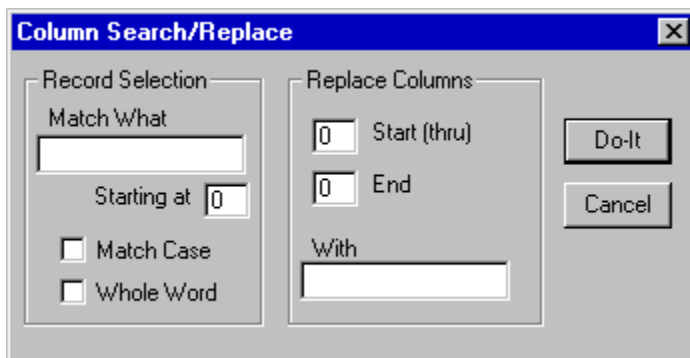 Column Search/Replace
Record Selection
Match What
Starting at 0
Match Case
Whole Word
Replace Columns
0 Start (thru)
0 End
With
Do-It
Cancel